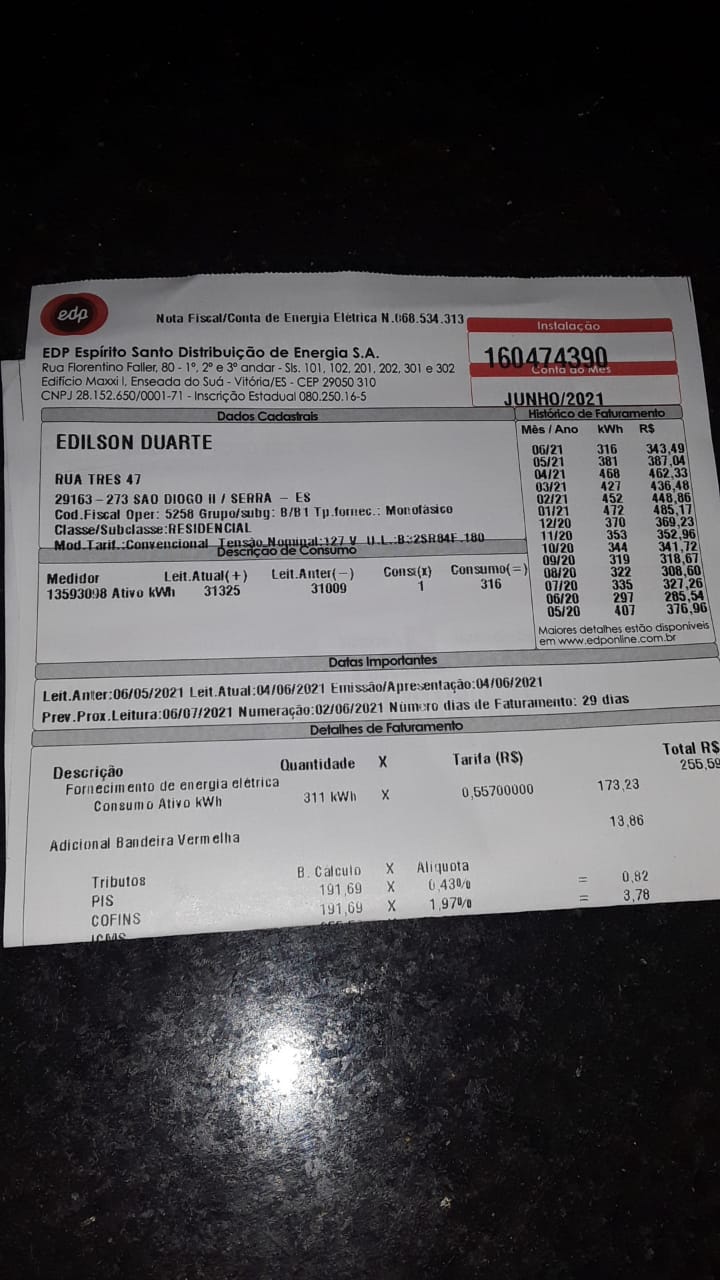 edp
Nota Fiscal/Conta de Energia Elétrica N.068.534.313
Instalação
160474390
Conta do Mês
JUNHO/2021
EDP Espírito Santo Distribuição de Energia S.A.
Rua Florentino Faller, 80 - 1º, 2º e 3º andar - Sls. 101, 102, 201, 202, 301 e 302
Edifício Maxxi I, Enseada do Suá - Vitória/ES - CEP 29050 310
CNPJ 28.152.650/0001-71 - Inscrição Estadual 080.250.16-5
Dados Cadastrais
EDILSON DUARTE
RUA TRES 47
29163-273 SAO DIOGO II / SERRA - ES
Cod.Fiscal Oper: 5258 Grupo/subg: B/B1 Tp.fornec.: Monofásico
Classe/Subclasse:RESIDENCIAL
Mod.Tarif.:Convencional Tensão Nominal:127 V U.L.:B:2SR84F.180
Histórico de Faturamento
Mês / Ano kWh R$
06/21 316 343,49
05/21 381 387,04
04/21 468 462,33
03/21 427 436,48
02/21 452 448,86
01/21 472 485,17
12/20 370 369,23
11/20 353 352,96
10/20 344 341,72
09/20 319 318,67
08/20 322 308,60
07/20 335 327,26
06/20 297 285,54
05/20 407 376,96
Maiores detalhes estão disponíveis
em www.edponline.com.br
Descrição de Consumo
Medidor Leit.Atual(+) Leit.Anter(-) Const(x) Consumo(=)
13593098 Ativo kWh 31325 31009 1 316
Datas Importantes
Leit.Anter:06/05/2021 Leit.Atual:04/06/2021 Emissão/Apresentação:04/06/2021
Prev.Prox.Leitura:06/07/2021 Numeração:02/06/2021 Número dias de Faturamento: 29 dias
Detalhes de Faturamento
Descrição Quantidade X Tarifa (R$) Total R$
Fornecimento de energia elétrica 255,59
Consumo Ativo kWh 311 kWh X 0,55700000 173,23
Adicional Bandeira Vermelha 13,86
Tributos B. Cálculo X Alíquota
PIS 191,69 X 0,43% = 0,82
COFINS 191,69 X 1,97% = 3,78
ICMS